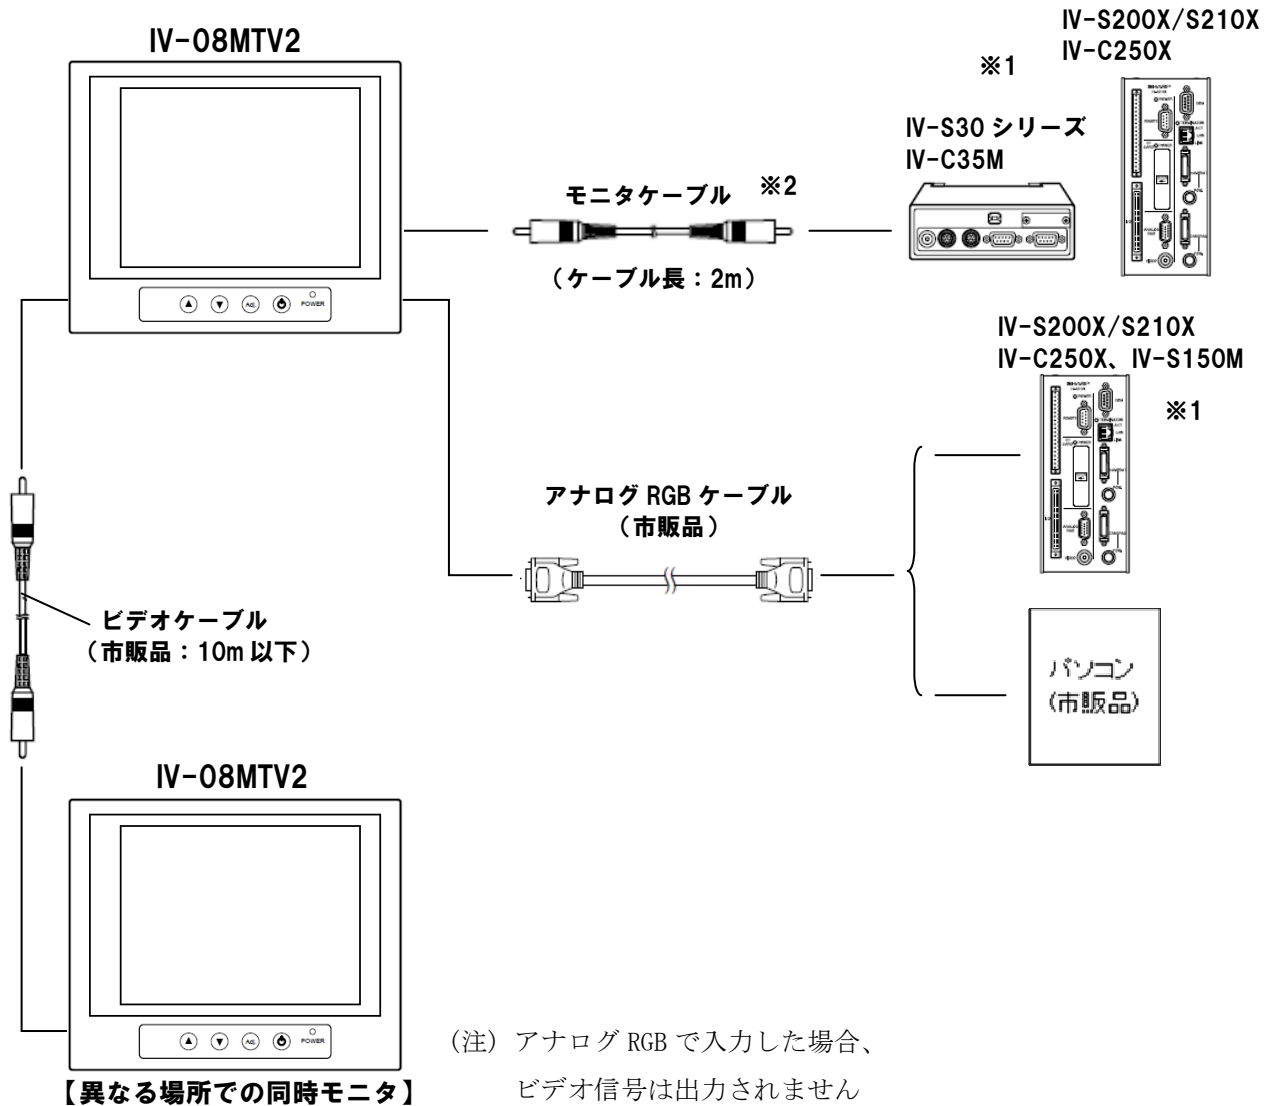 IV-08MTV2
IV-S200X/S210X
IV-C250X
※1
IV-S30 シリーズ
IV-C35M
モニタケーブル ※2
（ケーブル長：2m）
POWER
IV-S200X/S210X
IV-C250X、IV-S150M
※1
アナログ RGB ケーブル
（市販品）
ビデオケーブル
（市販品：10m 以下）
パソコン
(市販品)
IV-08MTV2
POWER
【異なる場所での同時モニタ】
（注）アナログ RGB で入力した場合、
ビデオ信号は出力されません